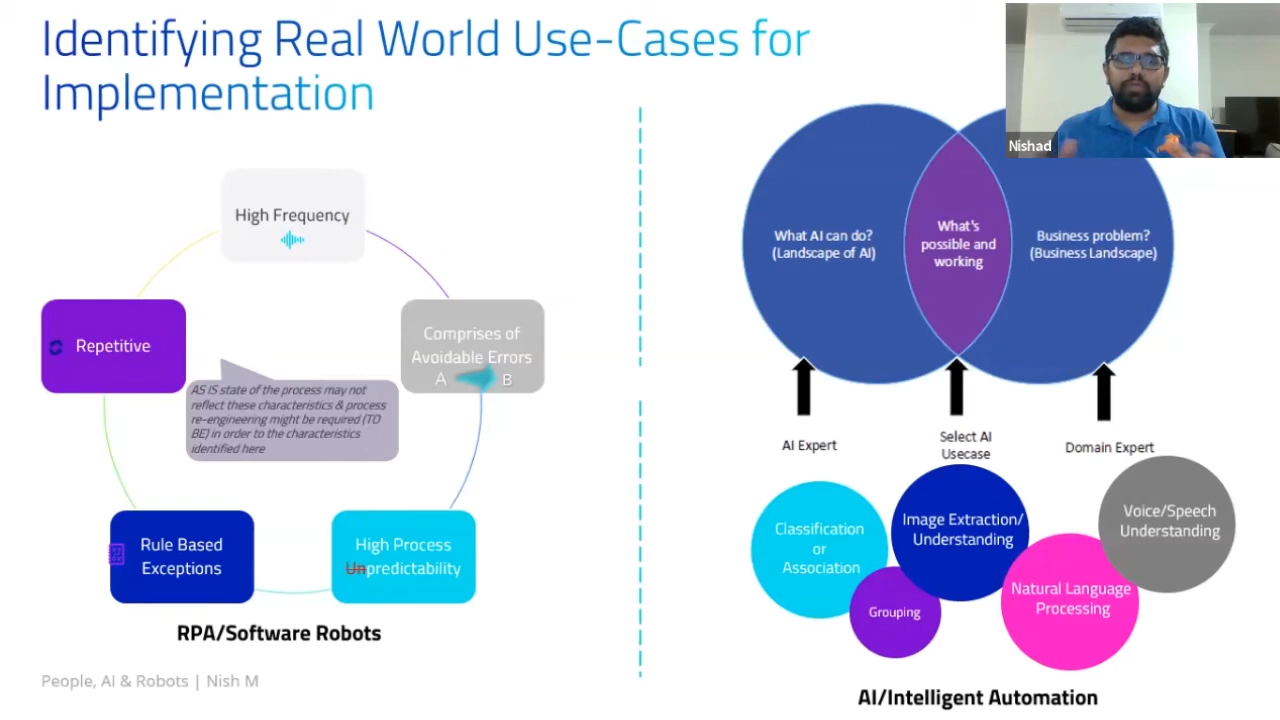 Identifying Real World Use-Cases for
Implementation
Nishad
High Frequency
Repetitive
Comprises of
Avoidable Errors
A B
AS IS state of the process may not
reflect these characteristics & process
re-engineering might be required (TO
BE) in order to the characteristics
identified here
Rule Based
Exceptions
High Process
Unpredictability
RPA/Software Robots
People, AI & Robots | Nish M
What AI can do?
(Landscape of AI)
What's
possible and
working
Business problem?
(Business Landscape)
AI Expert
Select AI
Usecase
Domain Expert
Classification
or
Association
Grouping
Image Extraction/
Understanding
Natural Language
Processing
Voice/Speech
Understanding
AI/Intelligent Automation